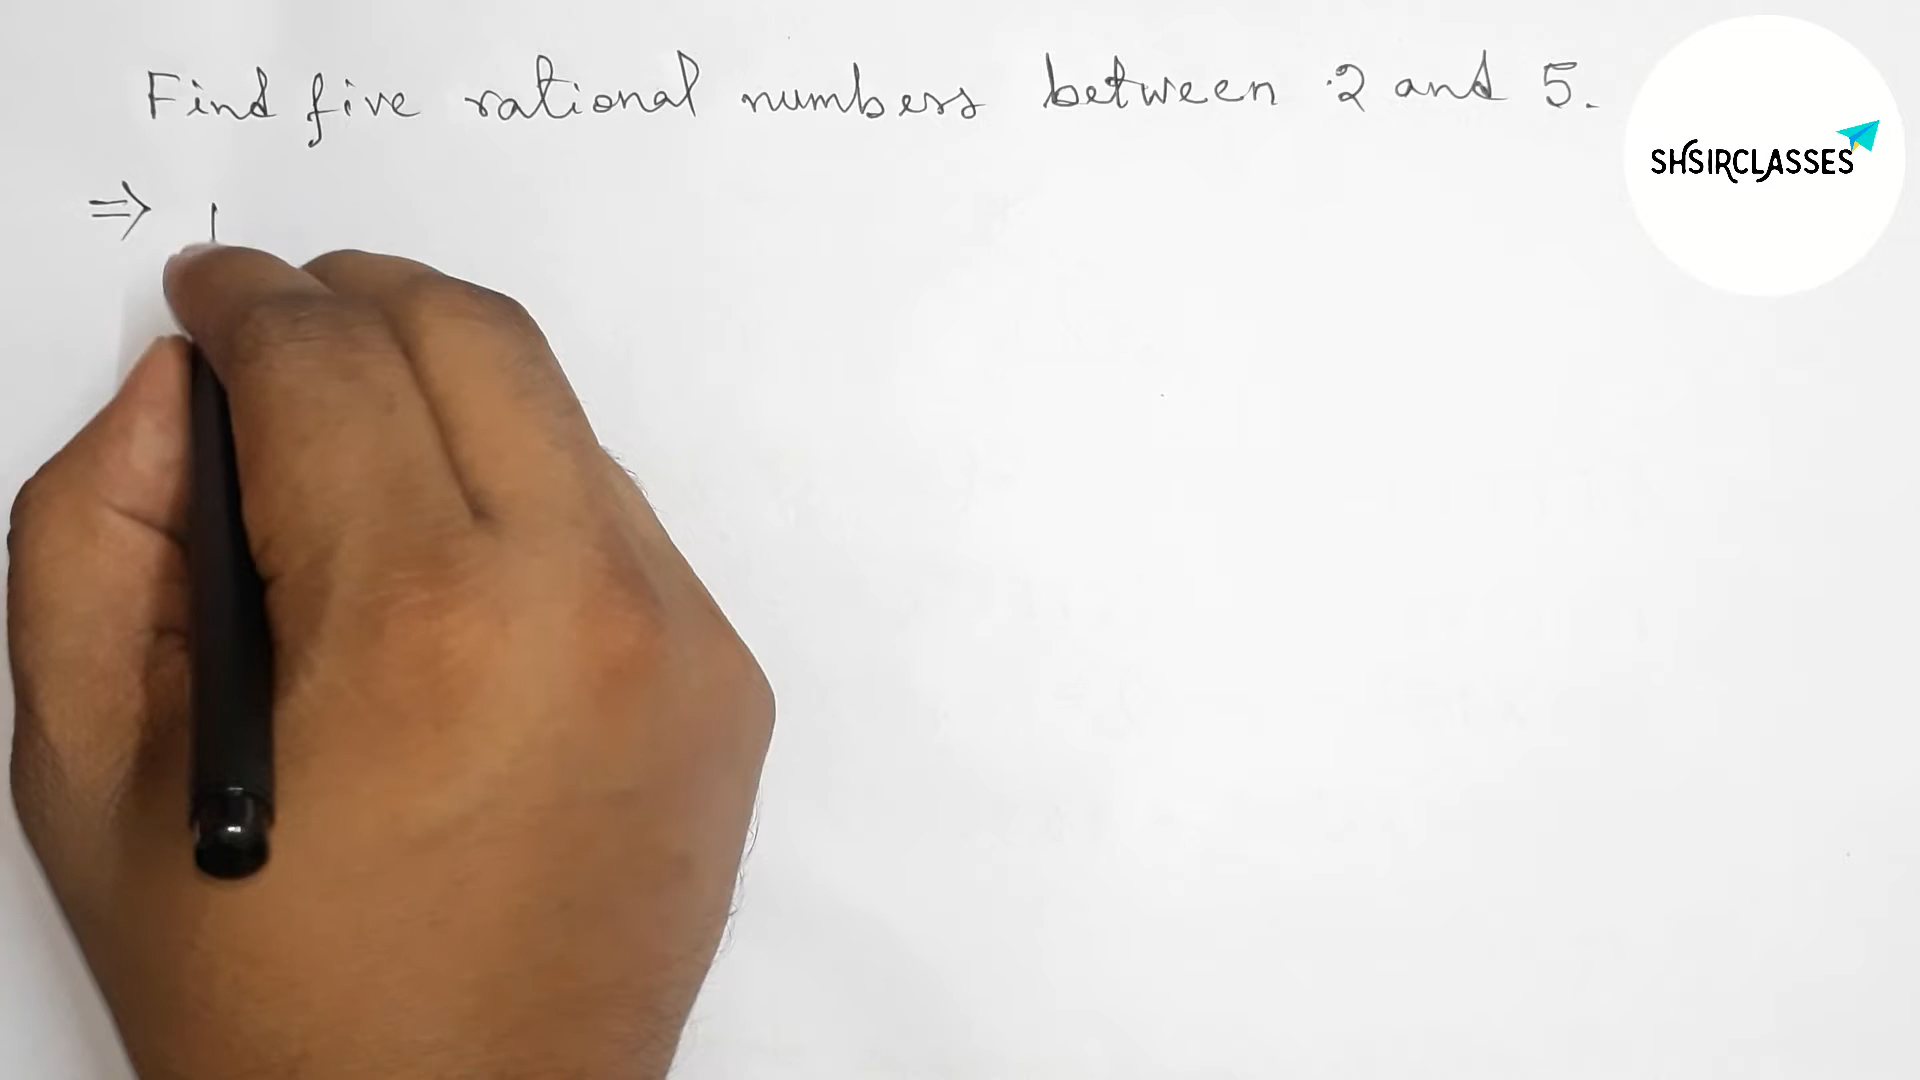 Find five rational numbers between 2 and 5.
SHSIRCLASSES
⇒